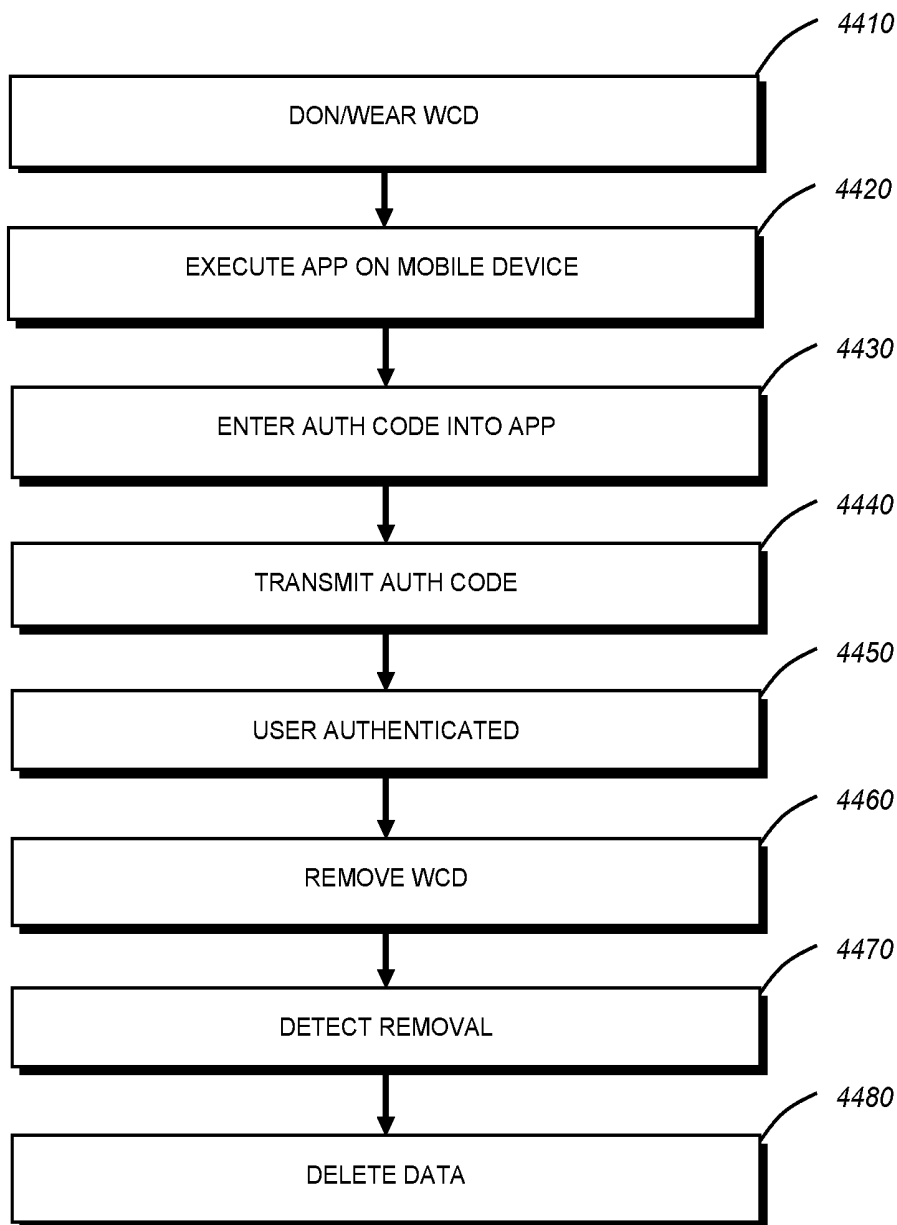 4410
DON/WEAR WCD
4420
EXECUTE APP ON MOBILE DEVICE
4430
ENTER AUTH CODE INTO APP
4440
TRANSMIT AUTH CODE
4450
USER AUTHENTICATED
4460
REMOVE WCD
4470
DETECT REMOVAL
4480
DELETE DATA